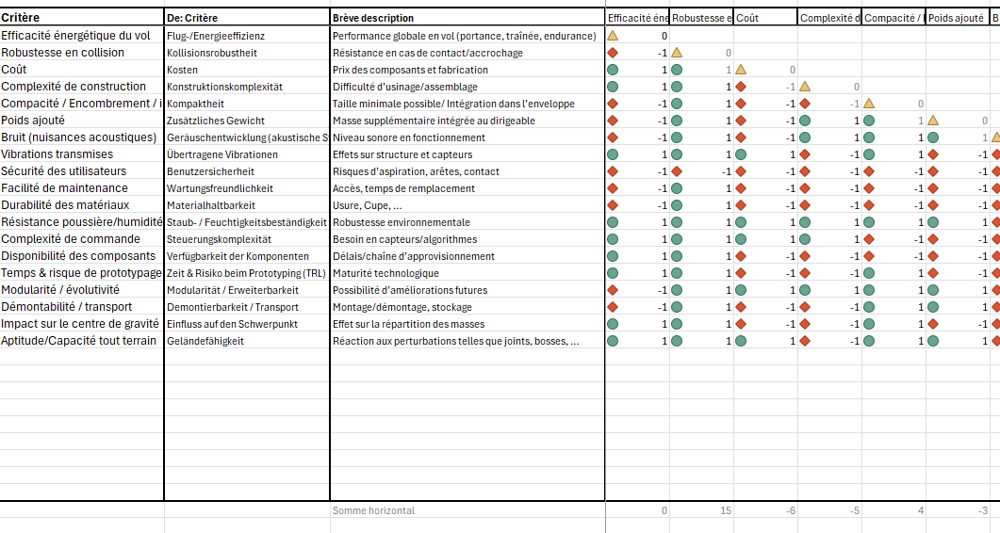 Critère De: Critère Brève description Efficacité éne Robustesse e Coût Complexité d Compacité / Poids ajouté B
Efficacité énergétique du vol Flug-/Energieeffizienz Performance globale en vol (portance, traînée, endurance) 0
Robustesse en collision Kollisionsrobustheit Résistance en cas de contact/accrochage -1 0
Coût Kosten Prix des composants et fabrication 1 1 0
Complexité de construction Konstruktionskomplexität Difficulté d'usinage/assemblage 1 1 -1 0
Compacité / Encombrement / i Kompaktheit Taille minimale possible/ Intégration dans l'enveloppe -1 1 -1 -1 0
Poids ajouté Zusätzliches Gewicht Masse supplémentaire intégrée au dirigeable -1 1 -1 1 1 0
Bruit (nuisances acoustiques) Geräuschentwicklung (akustische S Niveau sonore en fonctionnement -1 1 -1 1 1 1
Vibrations transmises Übertragene Vibrationen Effets sur structure et capteurs 1 1 1 -1 1 -1
Sécurité des utilisateurs Benutzersicherheit Risques d'aspiration, arêtes, contact -1 -1 -1 -1 -1 -1
Facilité de maintenance Wartungsfreundlichkeit Accès, temps de remplacement -1 1 -1 -1 -1 -1
Durabilité des matériaux Materialhaltbarkeit Usure, Cupe, ... -1 1 -1 -1 -1 -1
Résistance poussière/humidité Staub- / Feuchtigkeitsbeständigkeit Robustesse environnementale 1 1 1 1 1 1
Complexité de commande Steuerungskomplexität Besoin en capteurs/algorithmes 1 1 1 1 -1 -1
Disponibilité des composants Verfügbarkeit der Komponenten Délais/chaîne d'approvisionnement 1 1 -1 -1 -1 -1
Temps & risque de prototypage Zeit & Risiko beim Prototyping (TRL) Maturité technologique 1 1 -1 -1 1 -1
Modularité / évolutivité Modularität / Erweiterbarkeit Possibilité d'améliorations futures -1 1 1 1 1 1
Démontabilité / transport Demontierbarkeit / Transport Montage/démontage, stockage -1 1 -1 -1 1 1
Impact sur le centre de gravité Einfluss auf den Schwerpunkt Effet sur la répartition des masses 1 1 -1 -1 1 -1
Aptitude/Capacité tout terrain Geländefähigkeit Réaction aux perturbations telles que joints, bosses, ... 1 1 1 -1 1 1
Somme horizontal 0 15 -6 -5 4 -3